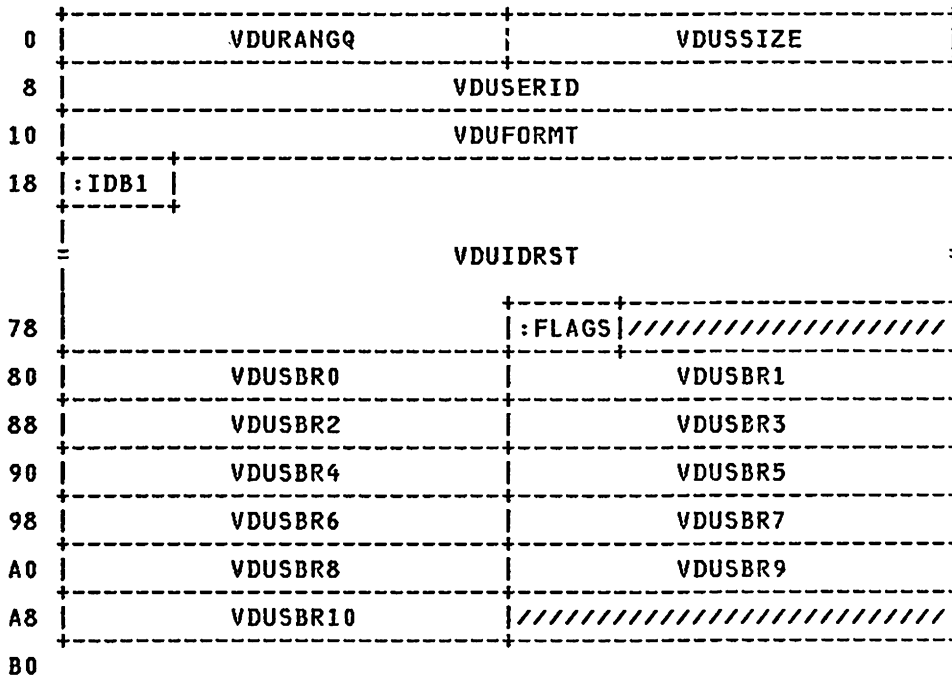 0 VDURANGQ VDUSSIZE
8 VDUSERID
10 VDUFORMT
18 :IDB1
= VDUIDRST =
78 :FLAGS ////////////////////
80 VDUSBR0 VDUSBR1
88 VDUSBR2 VDUSBR3
90 VDUSBR4 VDUSBR5
98 VDUSBR6 VDUSBR7
A0 VDUSBR8 VDUSBR9
A8 VDUSBR10 ///////////////////////////
B0